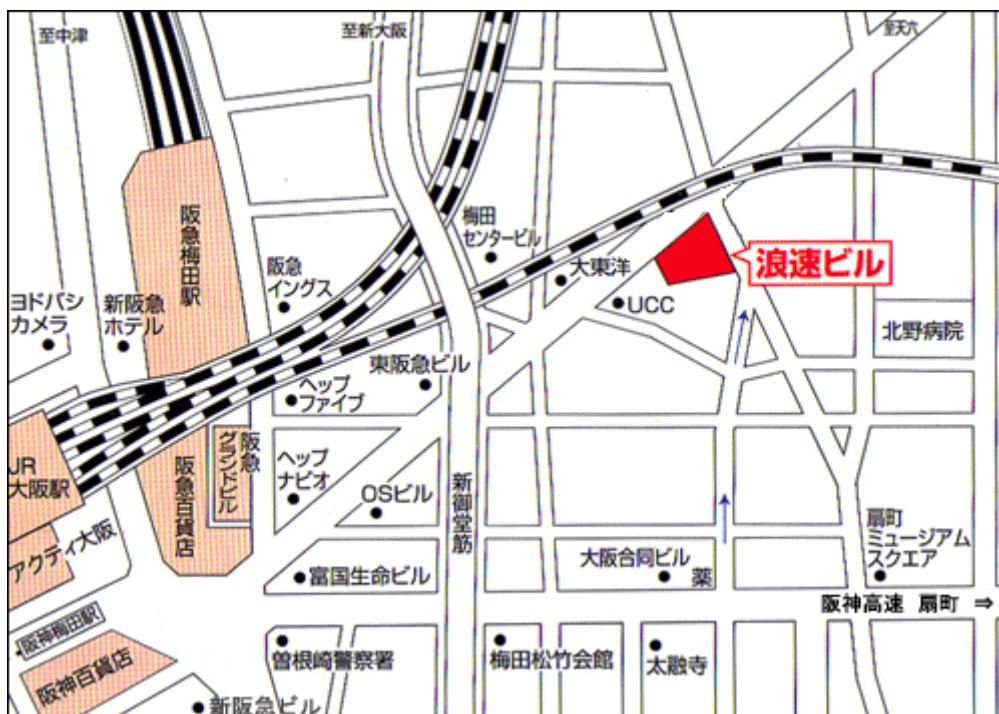 至中津
至新大阪
至天六
阪急梅田駅
梅田
センタービル
阪急
イングス
大東洋
浪速ビル
ヨドバシ
カメラ
新阪急
ホテル
UCC
北野病院
東阪急ビル
ヘップ
ファイブ
JR
大阪駅
阪急百貨店
阪急
グランドビル
ヘップ
ナビオ
OSビル
新御堂筋
扇町
ミュージアム
スクエア
アクティ大阪
富国生命ビル
大阪合同ビル
薬
阪神高速 扇町 ⇒
阪神梅田駅
阪神百貨店
曽根崎警察署
梅田松竹会館
太融寺
新阪急ビル